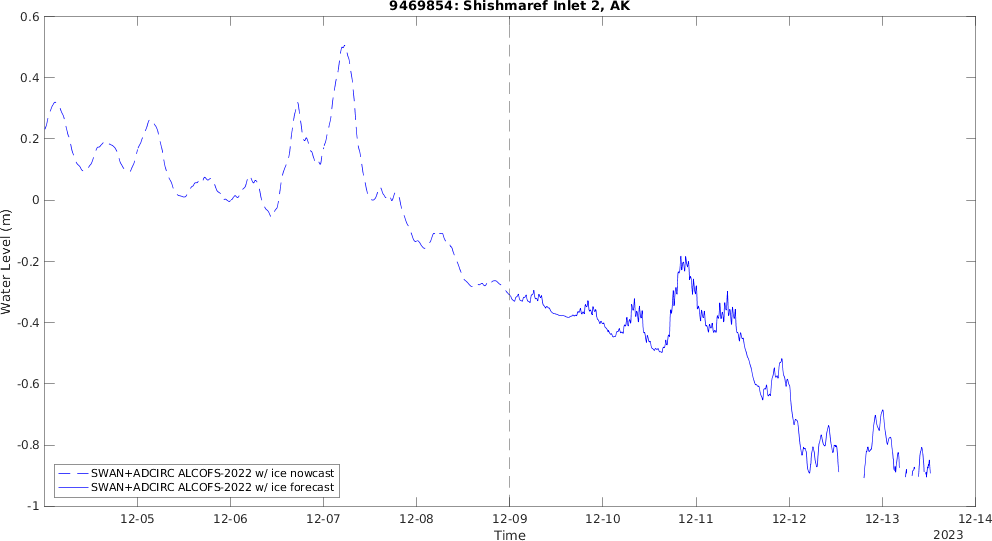 9469854: Shishmaref Inlet 2, AK
0.6
0.4
0.2
0
-0.2
-0.4
-0.6
-0.8
-1
Water Level (m)
SWAN+ADCIRC ALCOFS-2022 w/ ice nowcast
SWAN+ADCIRC ALCOFS-2022 w/ ice forecast
12-05 12-06 12-07 12-08 12-09 12-10 12-11 12-12 12-13 12-14
Time
2023